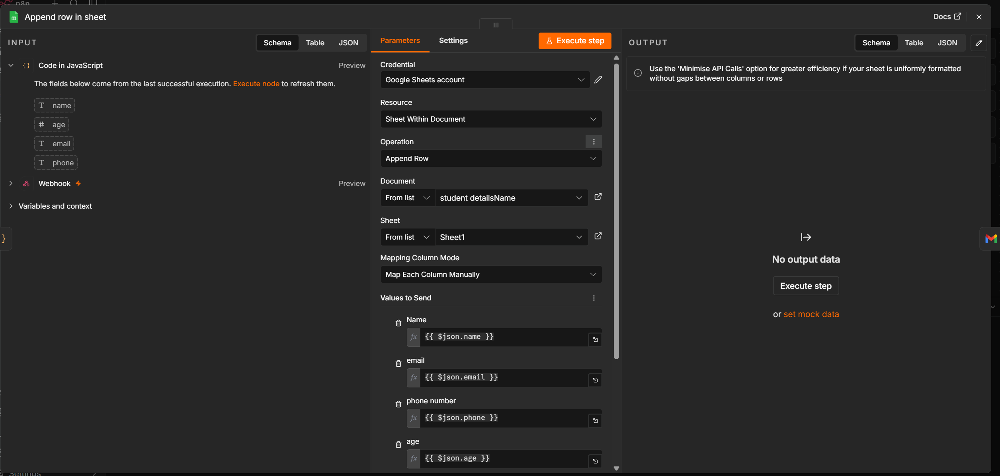 n8n
Append row in sheet
Docs
INPUT
Schema
Table
JSON
Code in JavaScript
Preview
The fields below come from the last successful execution. Execute node to refresh them.
T name
# age
T email
T phone
Webhook
Preview
Variables and context
}
Parameters
Settings
Execute step
Credential
Google Sheets account
Resource
Sheet Within Document
Operation
Append Row
Document
From list
student detailsName
Sheet
From list
Sheet1
Mapping Column Mode
Map Each Column Manually
Values to Send
Name
fx {{ $json.name }}
email
fx {{ $json.email }}
phone number
fx {{ $json.phone }}
age
fx {{ $json.age }}
OUTPUT
Schema
Table
JSON
Use the 'Minimise API Calls' option for greater efficiency if your sheet is uniformly formatted
without gaps between columns or rows
No output data
Execute step
or set mock data
Settings